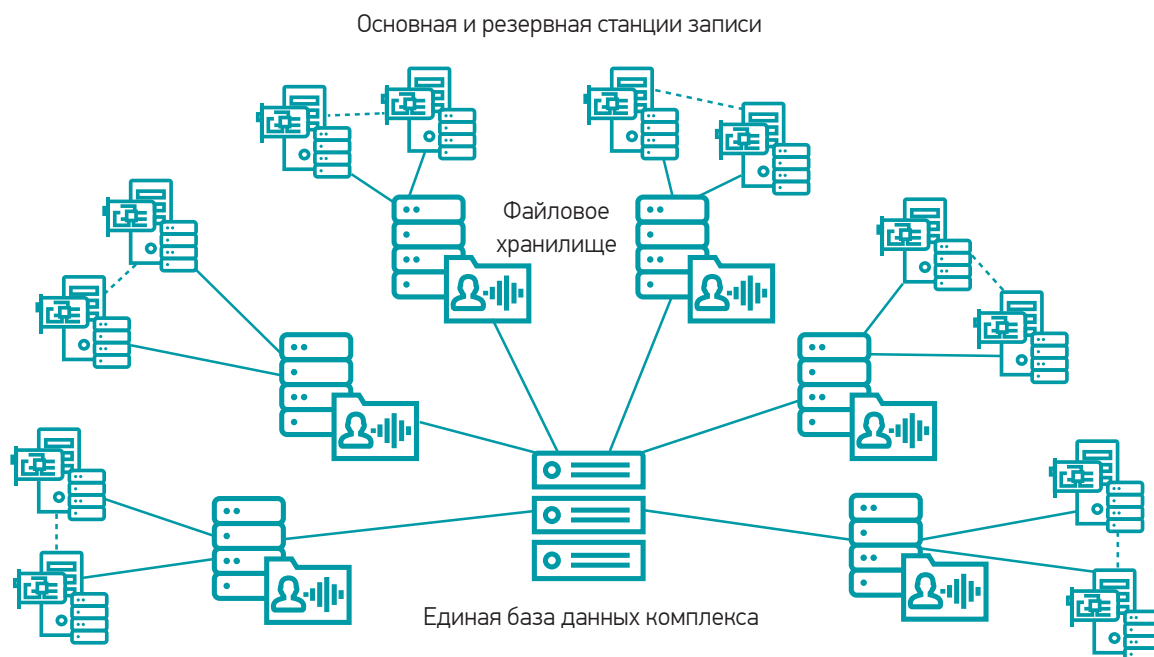 Основная и резервная станции записи
Файловое
хранилище
Единая база данных комплекса